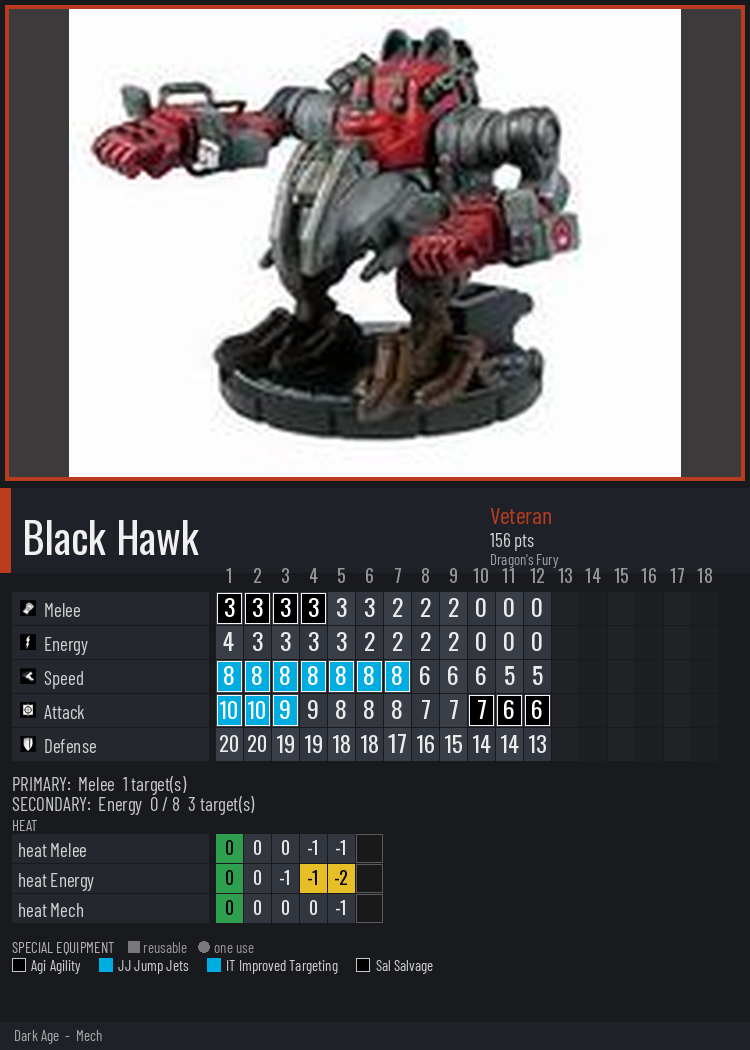 Black Hawk
Veteran
156 pts
Dragon's Fury
1 2 3 4 5 6 7 8 9 10 11 12 13 14 15 16 17 18
Melee 3 3 3 3 3 3 2 2 2 0 0 0
Energy 4 3 3 3 3 2 2 2 2 0 0 0
Speed 8 8 8 8 8 8 8 6 6 6 5 5
Attack 10 10 9 9 8 8 8 7 7 7 6 6
Defense 20 20 19 19 18 18 17 16 15 14 14 13
PRIMARY: Melee 1 target(s)
SECONDARY: Energy 0 / 8 3 target(s)
HEAT
heat Melee 0 0 0 -1 -1
heat Energy 0 0 -1 -1 -2
heat Mech 0 0 0 0 -1
SPECIAL EQUIPMENT reusable one use
Agi Agility JJ Jump Jets IT Improved Targeting Sal Salvage
Dark Age - Mech